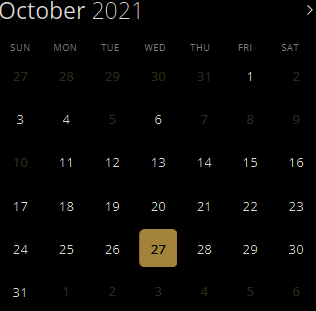 October 2021 >
SUN MON TUE WED THU FRI SAT
27 28 29 30 31 1 2
3 4 5 6 7 8 9
10 11 12 13 14 15 16
17 18 19 20 21 22 23
24 25 26 27 28 29 30
31 1 2 3 4 5 6